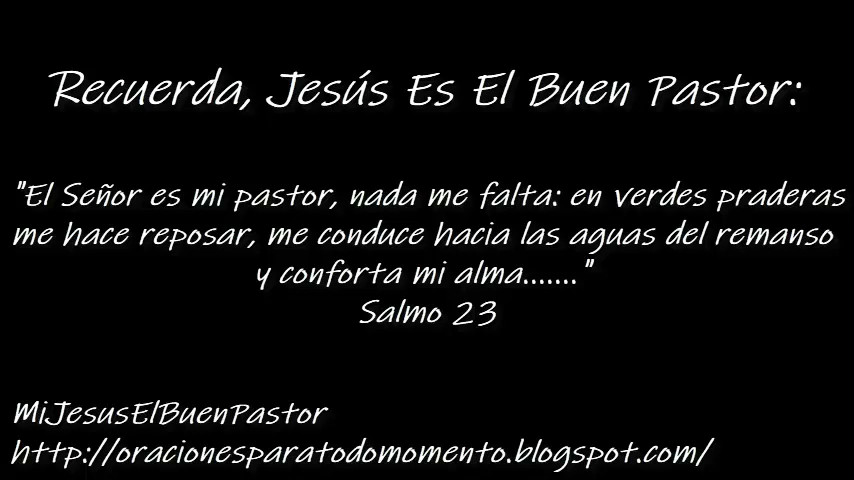 Recuerda, Jesús Es El Buen Pastor:
"El Señor es mi pastor, nada me falta: en verdes praderas
me hace reposar, me conduce hacia las aguas del remanso
y conforta mi alma......."
Salmo 23
MiJesusElBuenPastor
http://oracionesparatodomomento.blogspot.com/